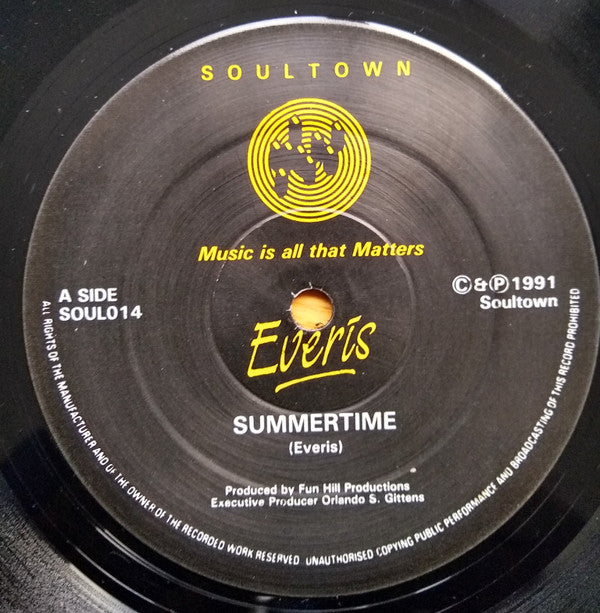 SOULTOWN
Music is all that Matters
A SIDE
SOUL014
©&℗1991
Soultown
Everis
SUMMERTIME
(Everis)
Produced by Fun Hill Productions
Executive Producer Orlando S. Gittens
ALL RIGHTS OF THE MANUFACTURER AND OF THE OWNER OF THE RECORDED WORK RESERVED UNAUTHORISED COPYING PUBLIC PERFORMANCE AND BROADCASTING OF THIS RECORD PROHIBITED